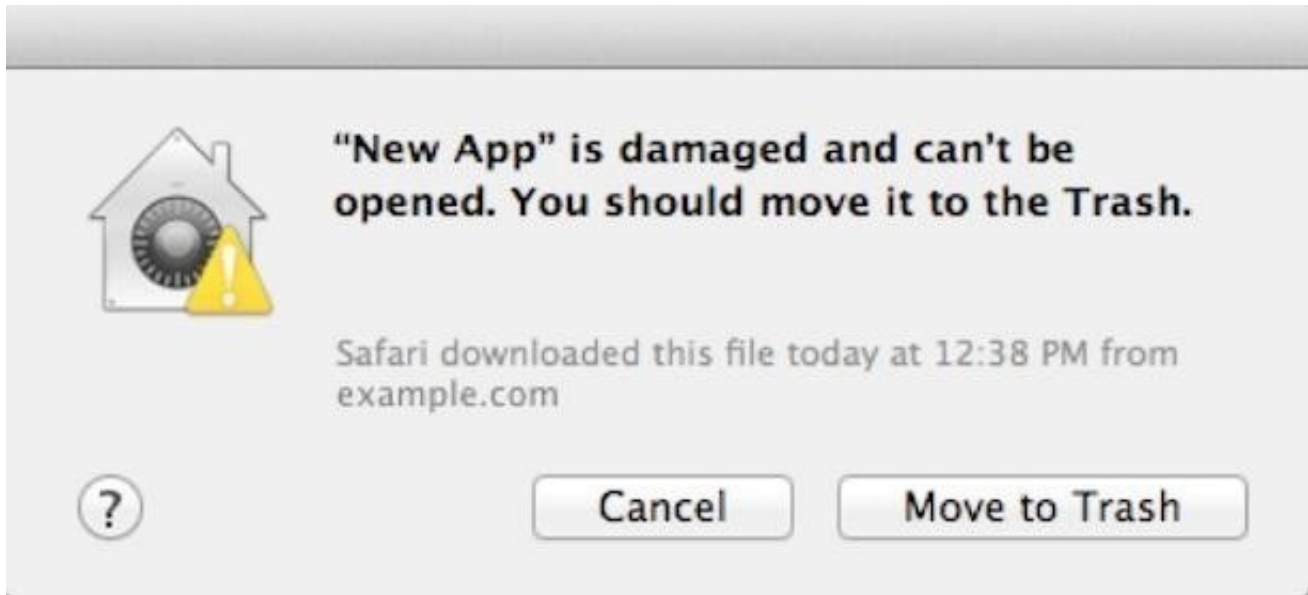 “New App” is damaged and can't be
opened. You should move it to the Trash.
Safari downloaded this file today at 12:38 PM from
example.com
?
Cancel
Move to Trash